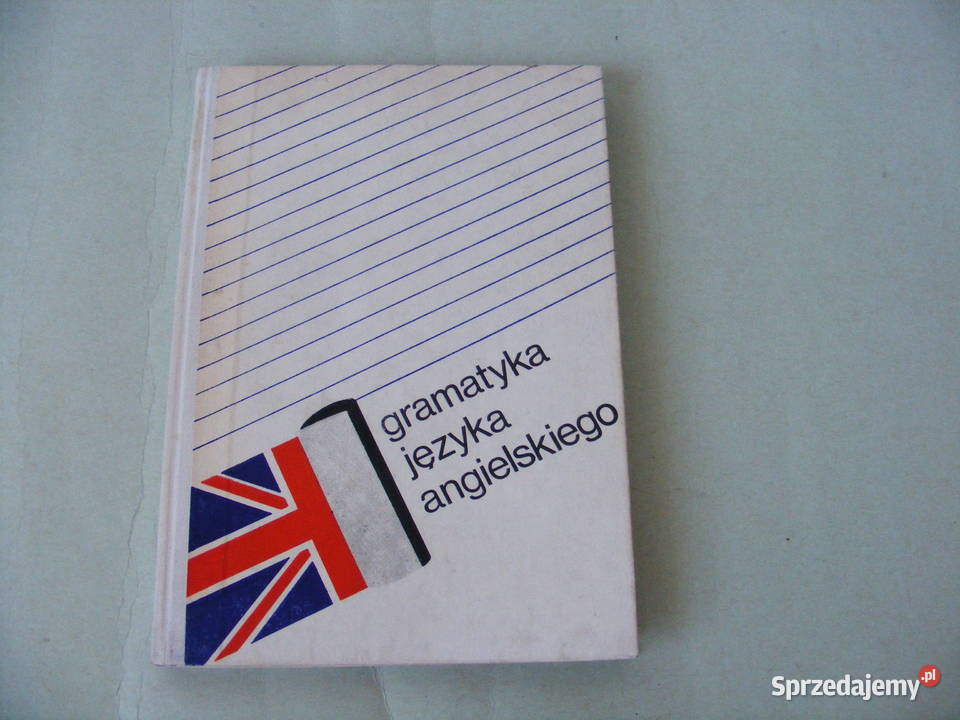 gramatyka
języka
angielskiego
Sprzedajemy.pl